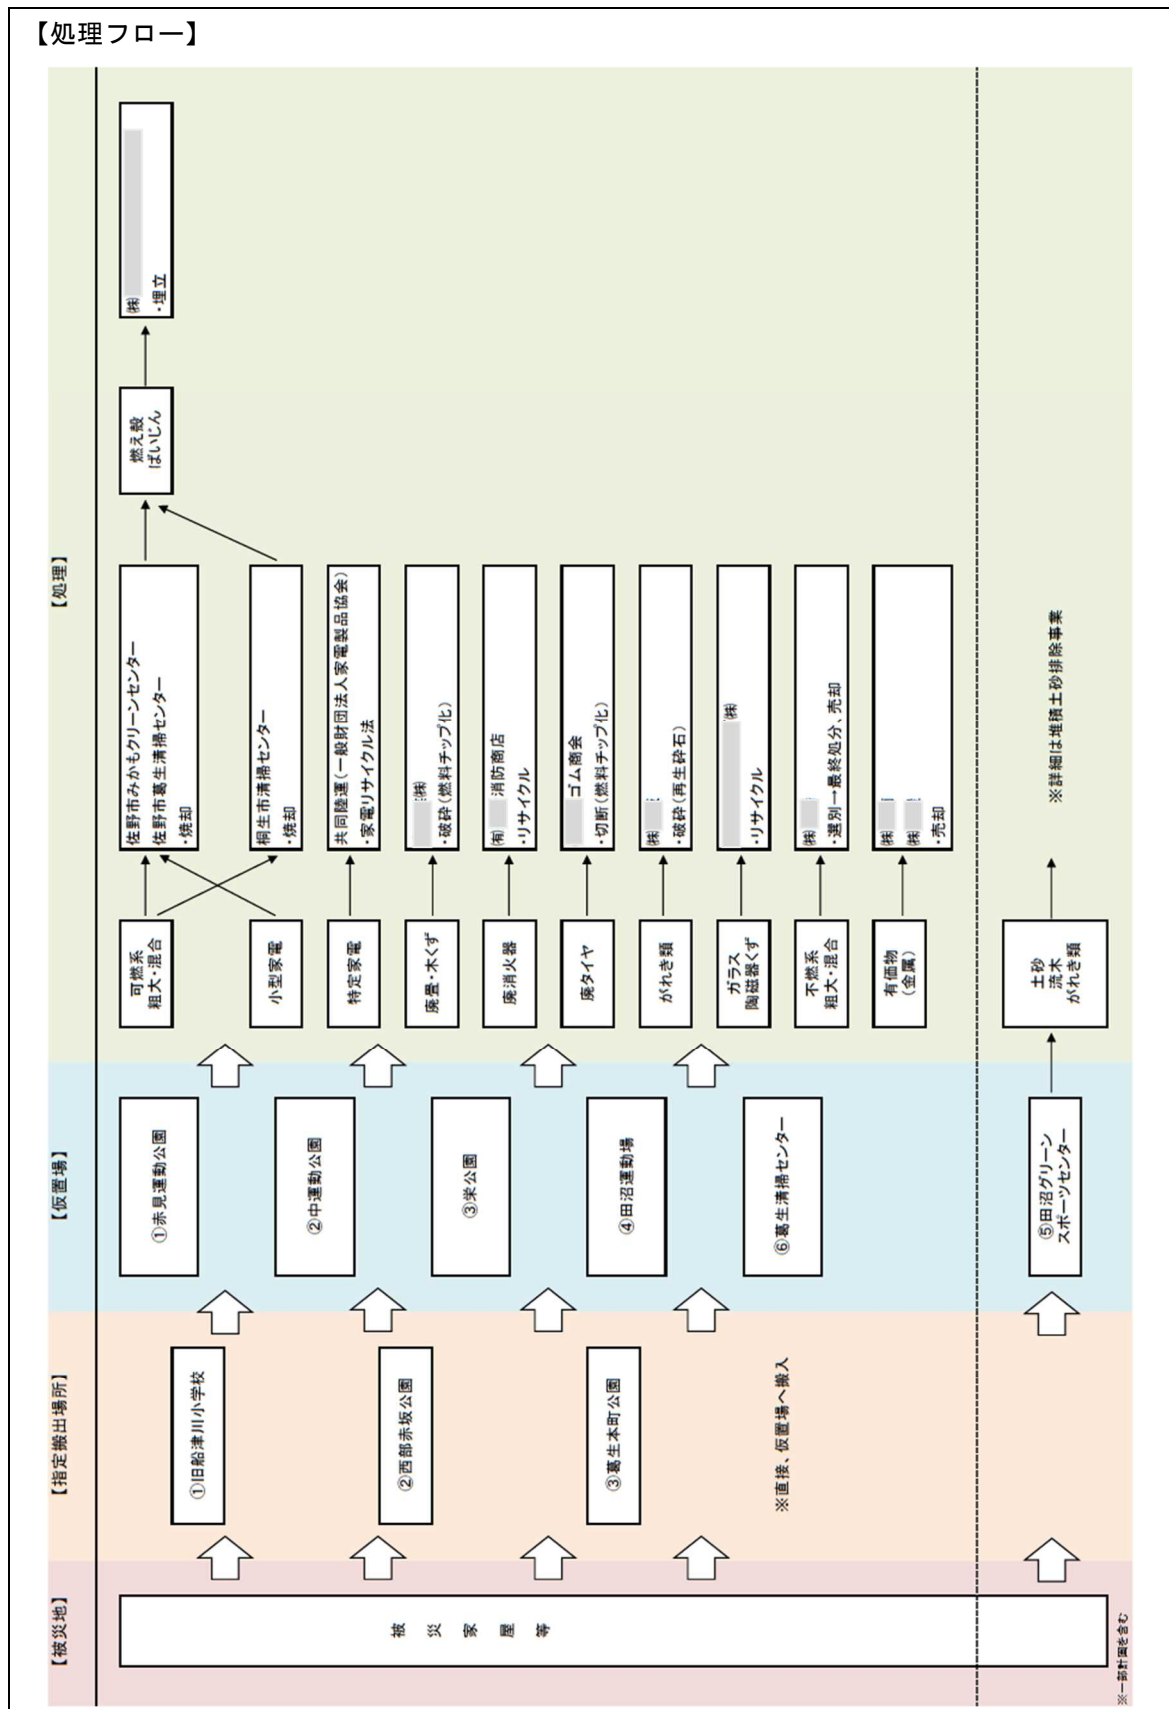 【処理フロー】
【被災地】
【指定搬出場所】
【仮置場】
【処理】
被災家屋等
①旧船津川小学校
②西部赤坂公園
③葛生本町公園
※直接、仮置場へ搬入
①赤見運動公園
②中運動公園
③栄公園
④田沼運動場
⑥葛生清掃センター
⑤田沼グリーン
スポーツセンター
可燃系
粗大・混合
小型家電
特定家電
廃畳・木くず
廃消火器
廃タイヤ
がれき類
ガラス
陶磁器くず
不燃系
粗大・混合
有価物
(金属)
土砂
流木
がれき類
佐野市みかもクリーンセンター
佐野市葛生清掃センター
・焼却
桐生市清掃センター
・焼却
共同陸運(一般財団法人家電製品協会)
・家電リサイクル法
㈱
・破砕(燃料チップ化)
㈲ 消防商店
・リサイクル
ゴム商会
・切断(燃料チップ化)
㈱
・破砕(再生砕石)
㈱
・リサイクル
㈱
・選別→最終処分、売却
㈱
㈱
・売却
※詳細は堆積土砂排除事業
燃え殻
ばいじん
㈱
・埋立
※一部計画を含む